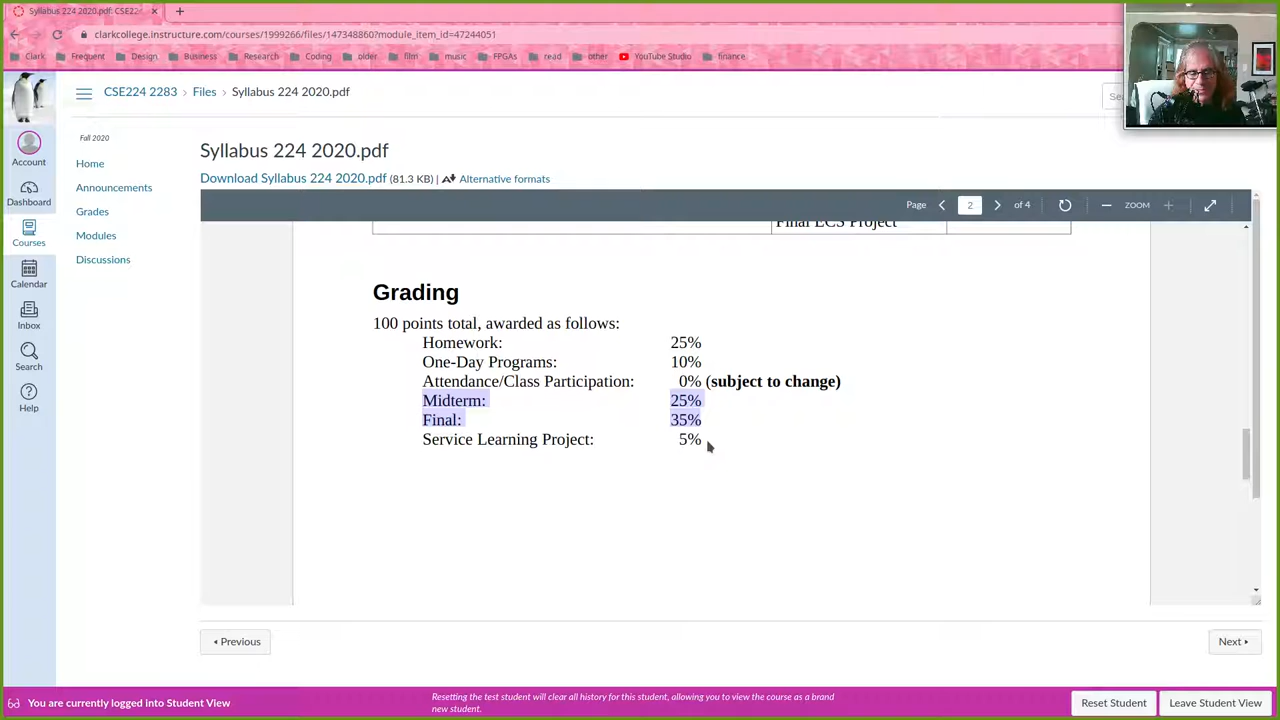 Syllabus 224 2020.pdf: CSE22
clarkcollege.instructure.com/courses/1999266/files/147348860?module_item_id=47244051
Clark Frequent Design Business Research Coding older film music FPGAs read other YouTube Studio finance
CSE224 2283 › Files › Syllabus 224 2020.pdf
Fall 2020
Home
Announcements
Grades
Modules
Discussions
Account
Dashboard
Courses
Calendar
Inbox
Search
Help
Syllabus 224 2020.pdf
Download Syllabus 224 2020.pdf (81.3 KB) | Alternative formats
Page 2 of 4 ZOOM
Final ECS Project
Grading
100 points total, awarded as follows:
Homework: 25%
One-Day Programs: 10%
Attendance/Class Participation: 0% (subject to change)
Midterm: 25%
Final: 35%
Service Learning Project: 5%
Previous
Next
You are currently logged into Student View
Resetting the test student will clear all history for this student, allowing you to view the course as a brand
new student.
Reset Student
Leave Student View